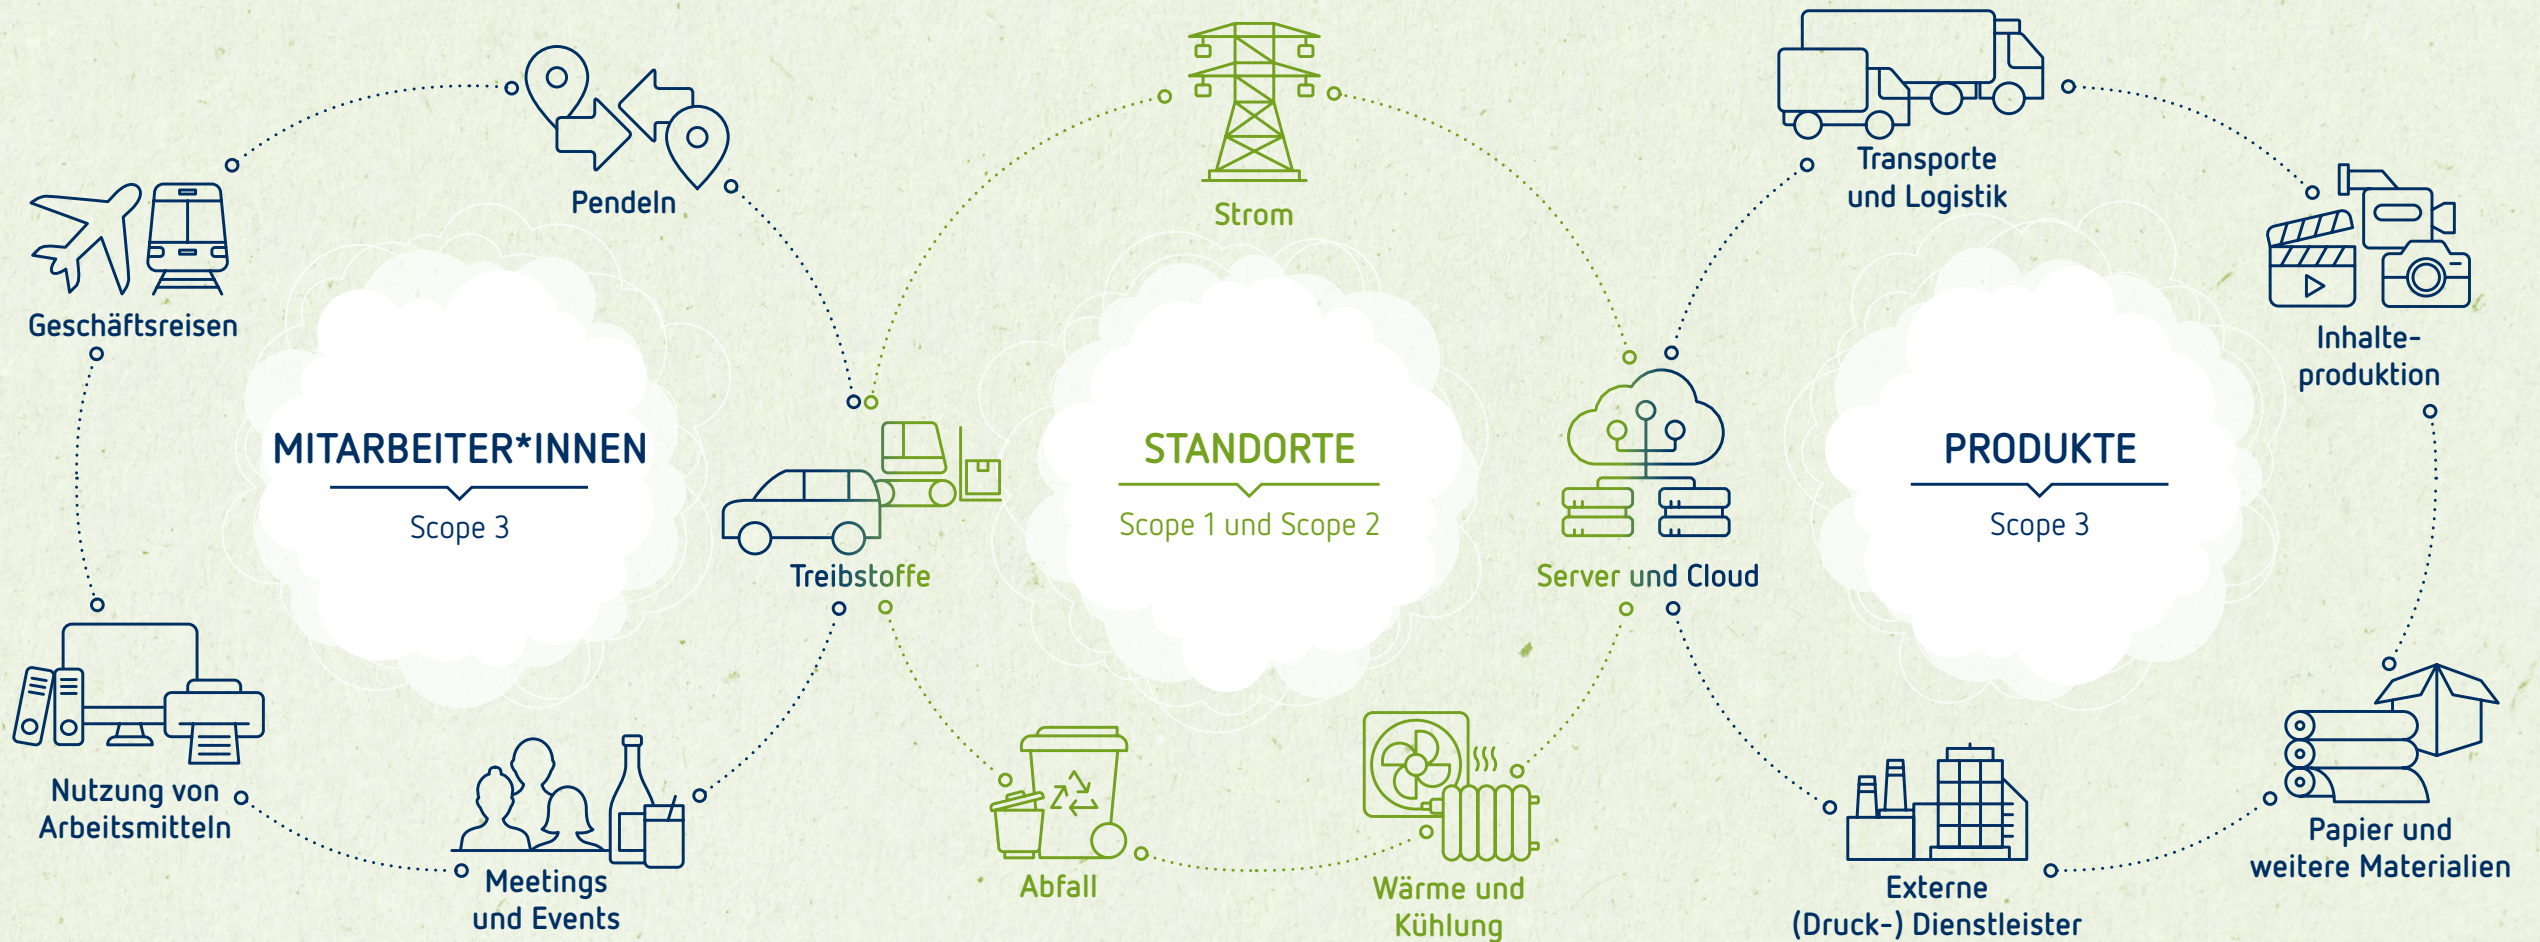 Pendeln
Geschäftsreisen
MITARBEITER*INNEN
Scope 3
Treibstoffe
Nutzung von
Arbeitsmitteln
Meetings
und Events
Strom
STANDORTE
Scope 1 und Scope 2
Server und Cloud
Abfall
Wärme und
Kühlung
Transporte
und Logistik
Inhalte-
produktion
PRODUKTE
Scope 3
Papier und
weitere Materialien
Externe
(Druck-) Dienstleister